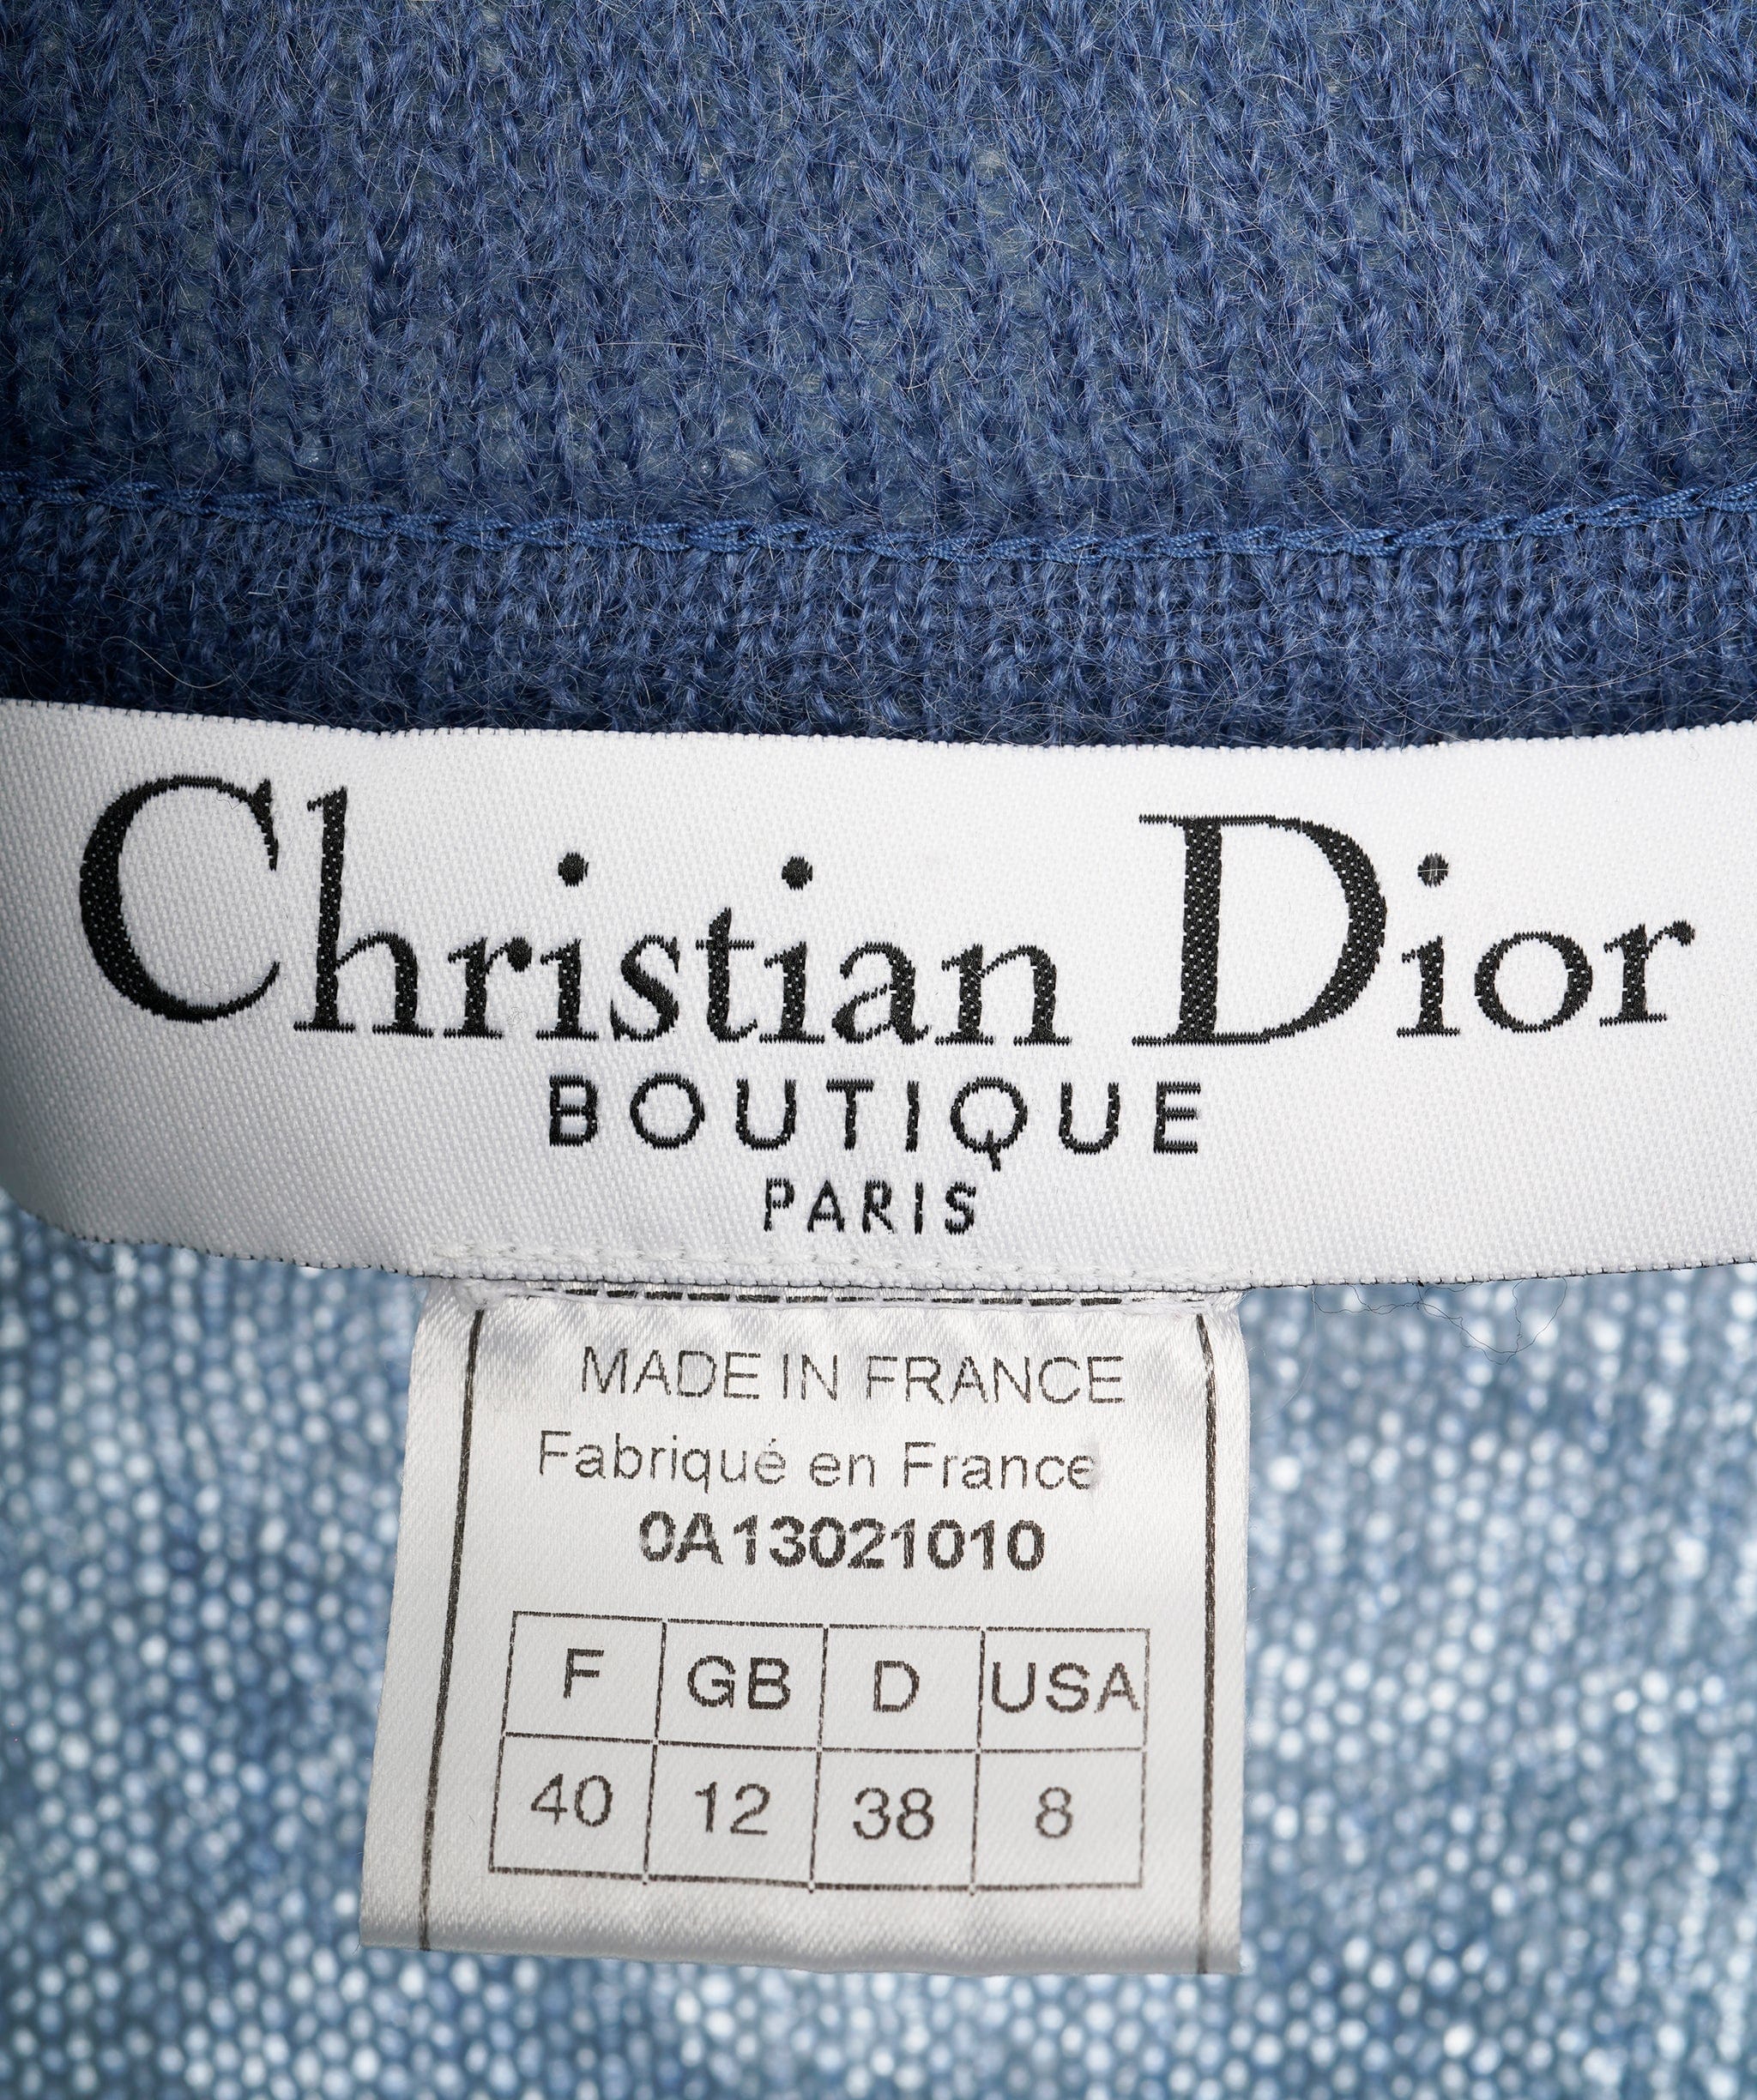 Christian Dior
BOUTIQUE
PARIS
MADE IN FRANCE
Fabriqué en France
0A13021010
F GB D USA
40 12 38 8